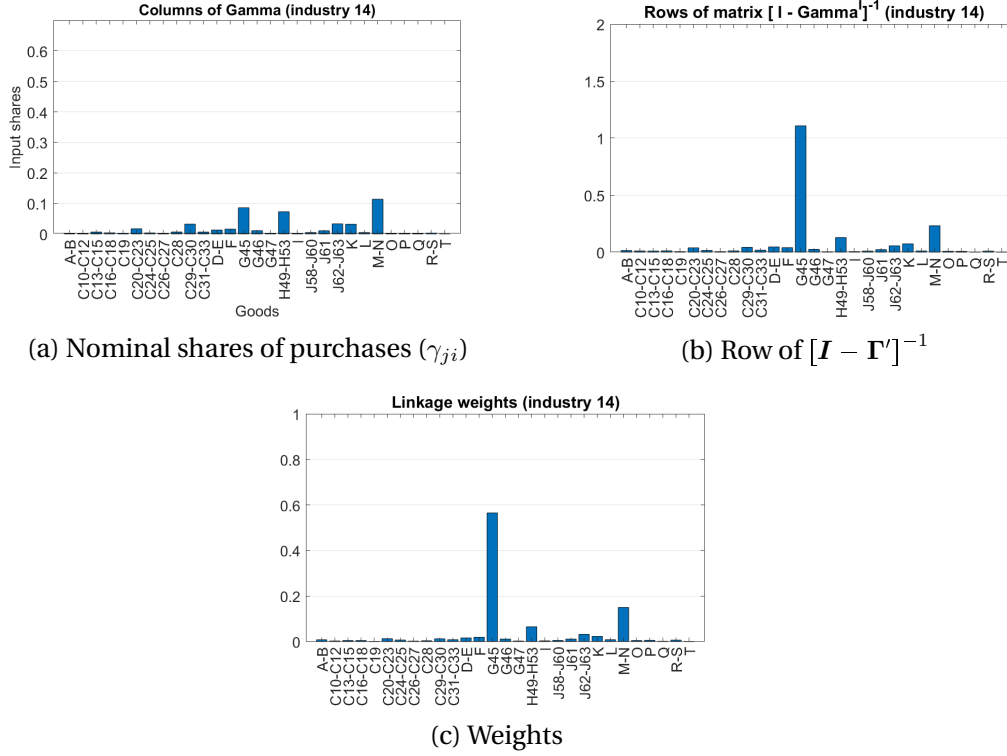 Columns of Gamma (industry 14)
Input shares
0.6
0.5
0.4
0.3
0.2
0.1
0
A-B
C10-C12
C13-C15
C16-C18
C19
C20-C23
C24-C25
C26-C27
C28
C29-C30
C31-C33
D-E
F
G45
G46
G47
H49-H53
I
J58-J60
J61
J62-J63
K
L
M-N
O
P
Q
R-S
T
Goods
(a) Nominal shares of purchases (γji)
Rows of matrix [ I - Gamma^I]^-1 (industry 14)
2
1.5
1
0.5
0
A-B
C10-C12
C13-C15
C16-C18
C19
C20-C23
C24-C25
C26-C27
C28
C29-C30
C31-C33
D-E
F
G45
G46
G47
H49-H53
I
J58-J60
J61
J62-J63
K
L
M-N
O
P
Q
R-S
T
(b) Row of [I − Γ′]⁻¹
Linkage weights (industry 14)
1
0.8
0.6
0.4
0.2
0
A-B
C10-C12
C13-C15
C16-C18
C19
C20-C23
C24-C25
C26-C27
C28
C29-C30
C31-C33
D-E
F
G45
G46
G47
H49-H53
I
J58-J60
J61
J62-J63
K
L
M-N
O
P
Q
R-S
T
(c) Weights